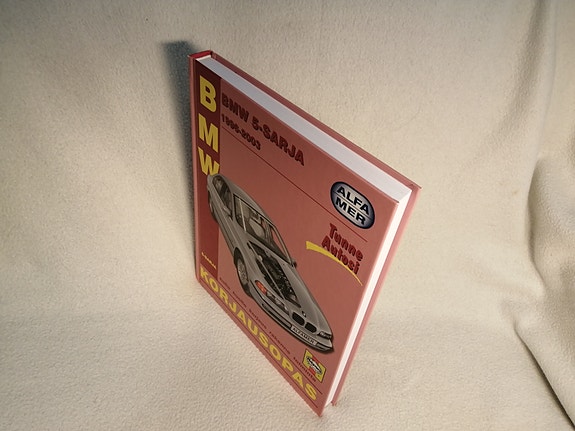 BMW
BMW 5-SARJA
1996-2003
ALFA
MER
Tunne
Autosi
KORJAUSOPAS